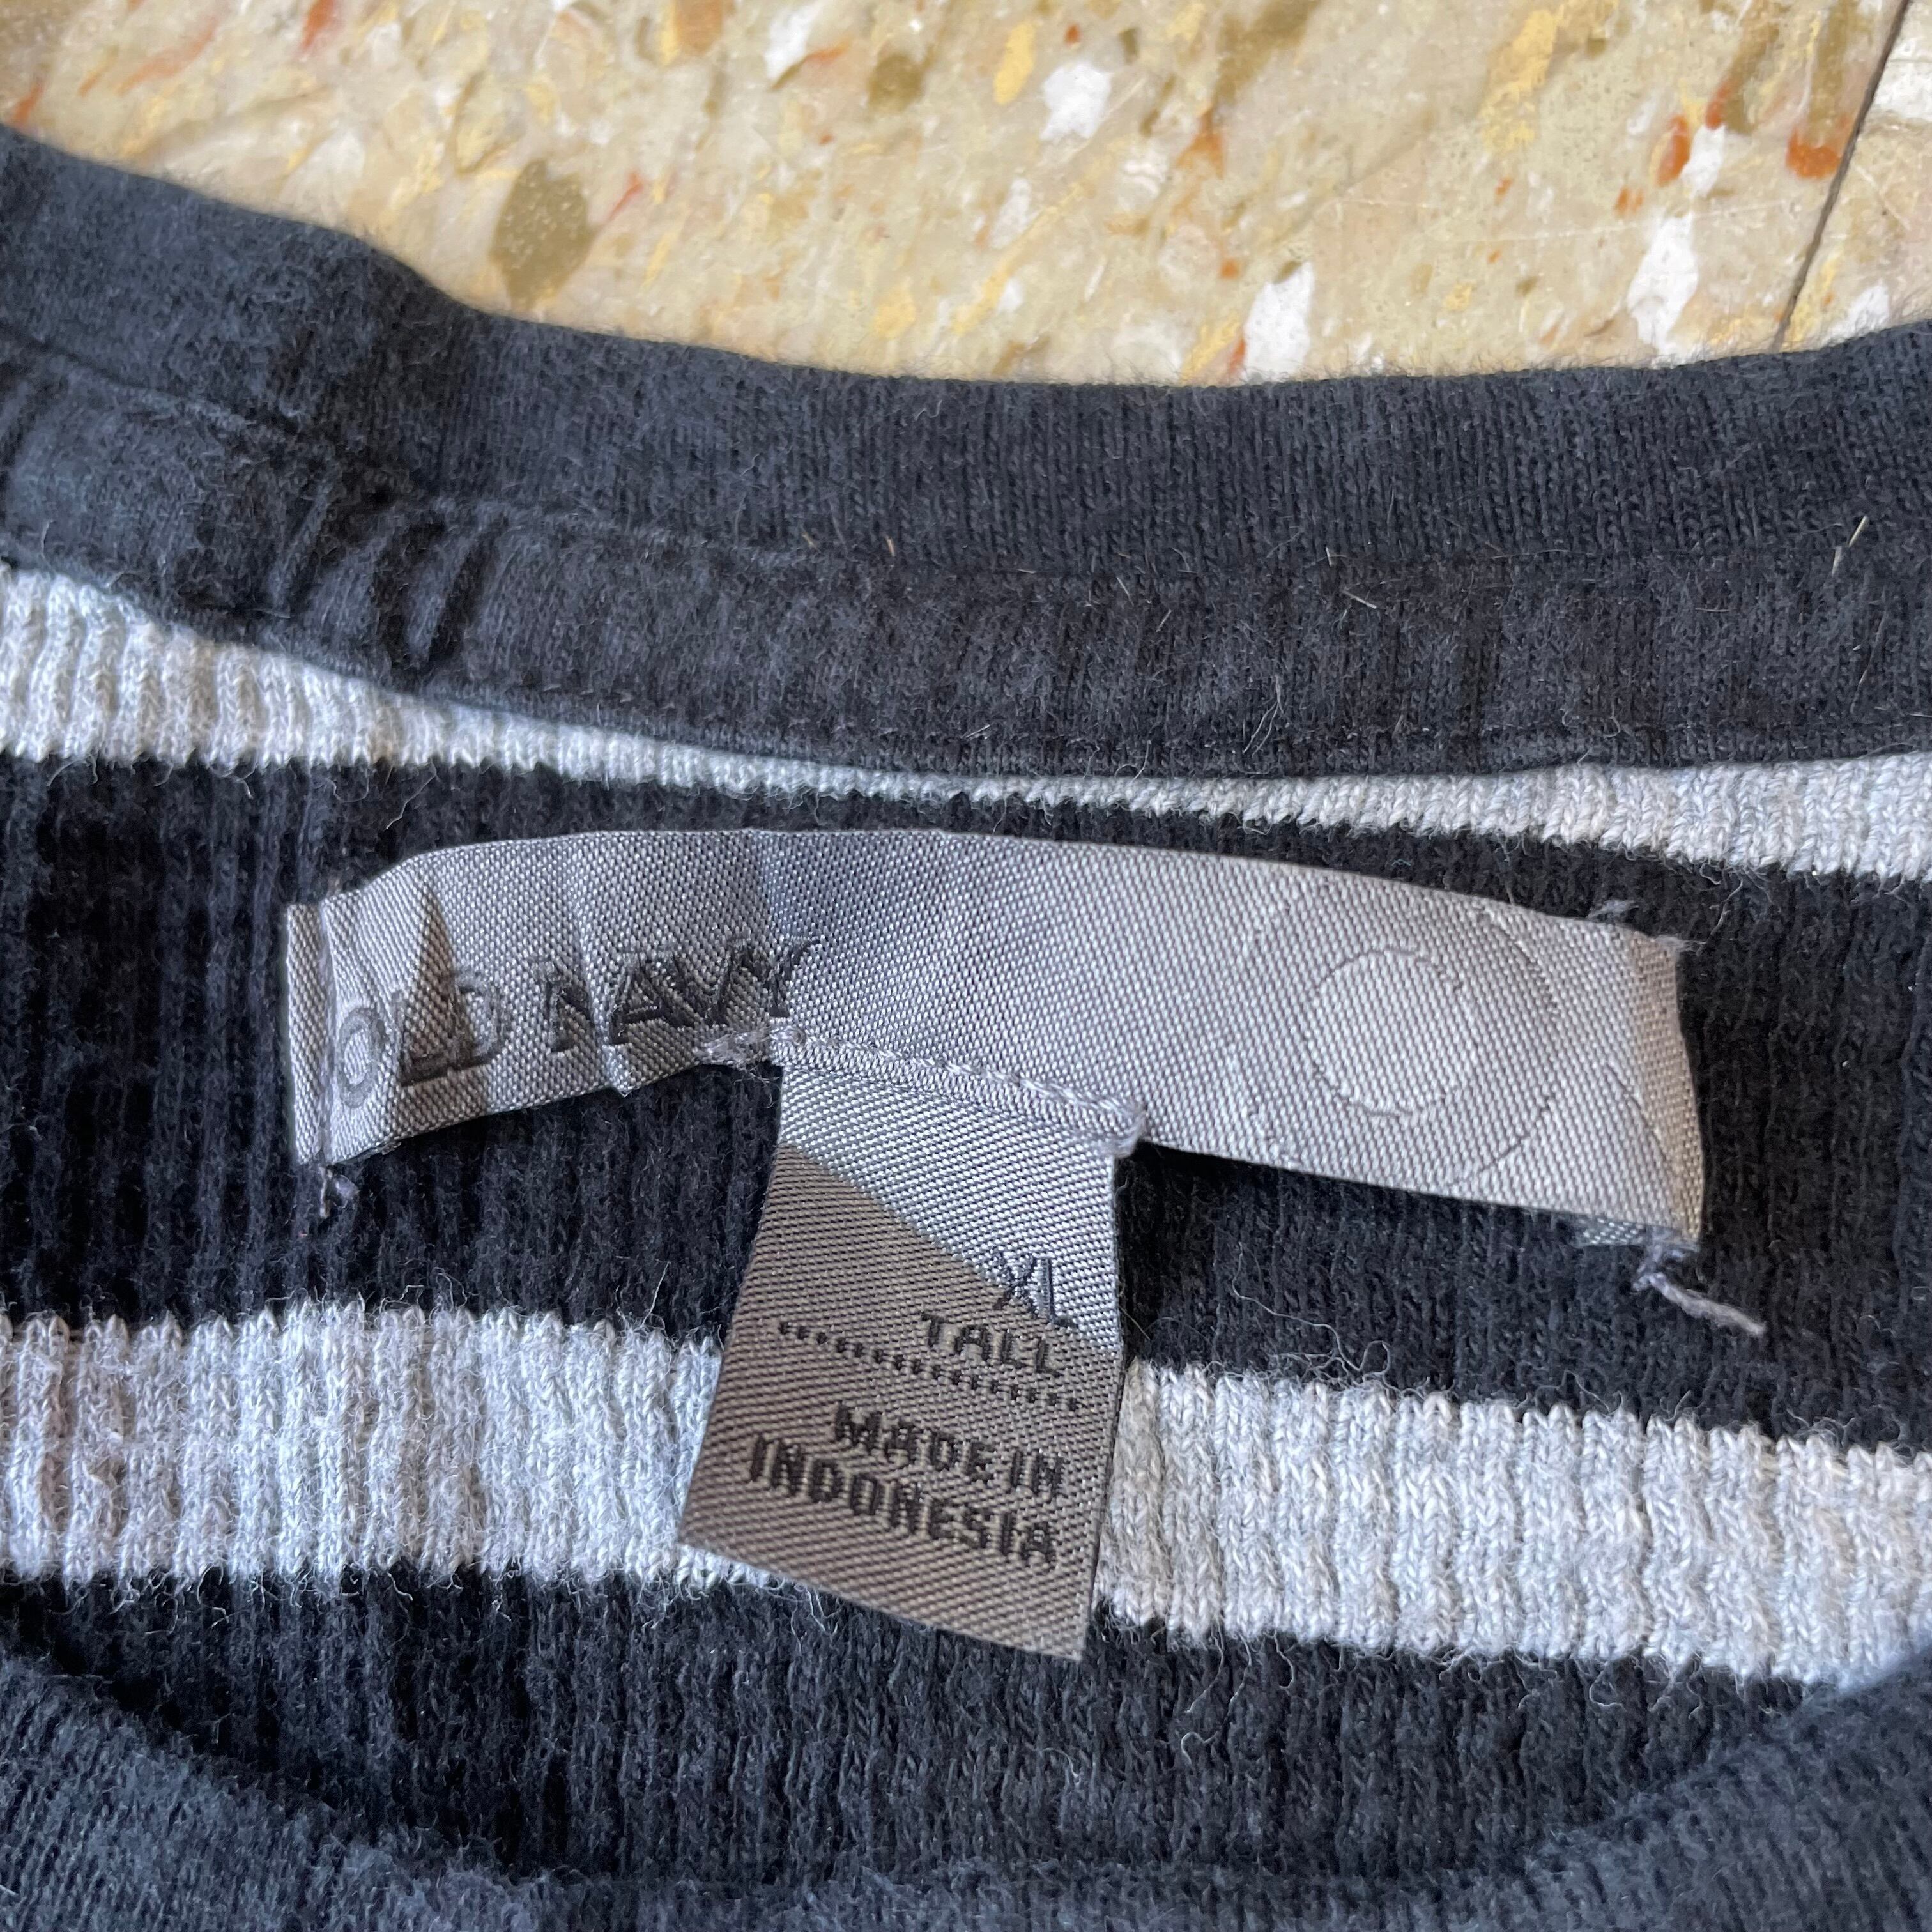 OLD NAVY
XL
TALL
MADE IN
INDONESIA